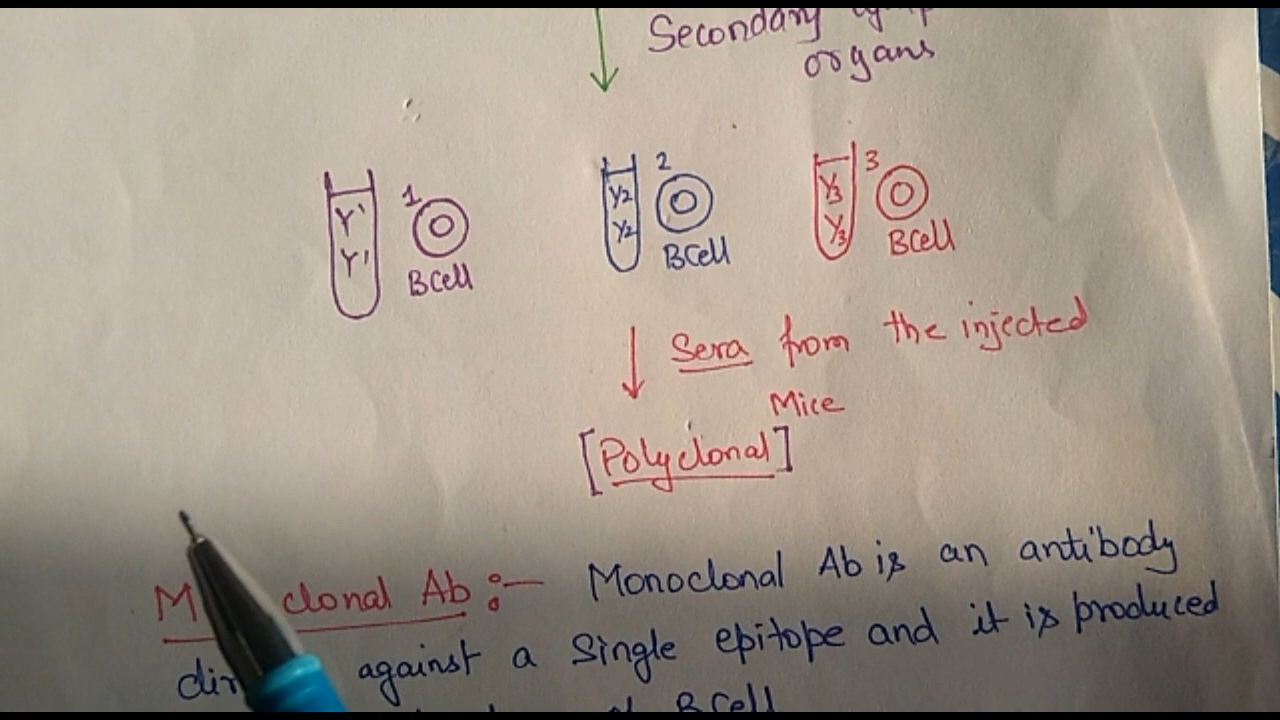 Secondary
organs
1
Y'
Y'
BCell
2
Y2
Y2
BCell
3
Y3
Y3
BCell
Sera from the injected
Mice
[Polyclonal]
clonal Ab :— Monoclonal Ab is an antibody
against a Single epitope and it is produced
BCell